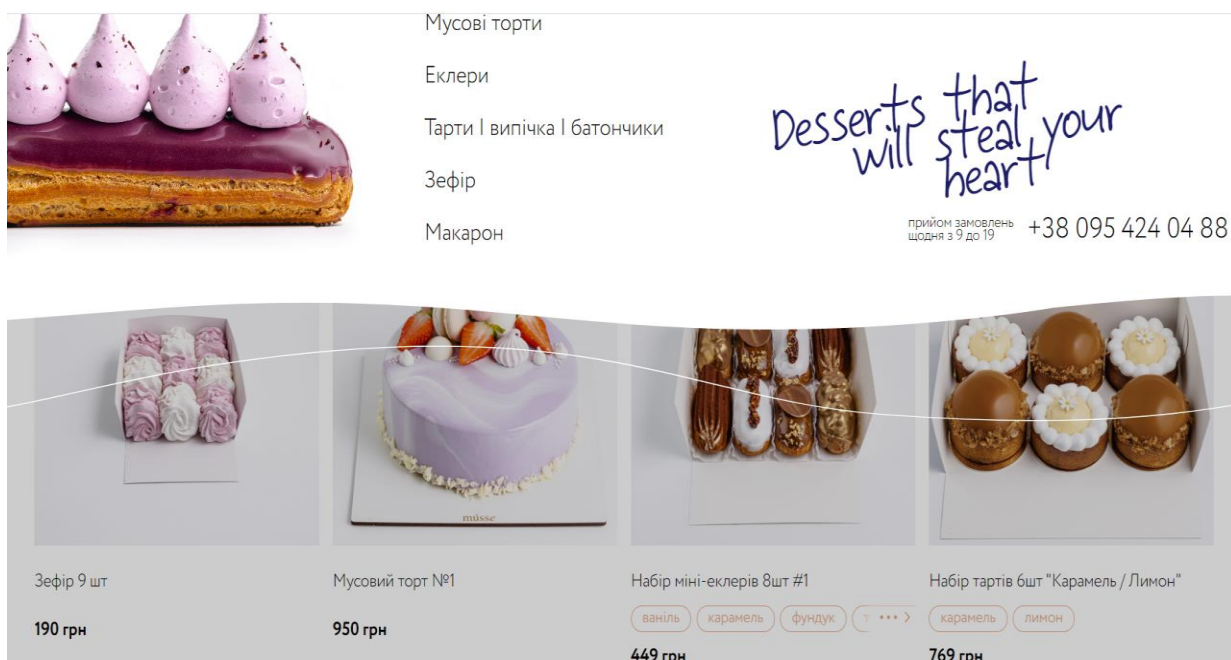 Мусові торти
Еклери
Тарти | випічка | батончики
Зефір
Макарон
Desserts that
will steal your
heart
прийом замовлень
щодня з 9 до 19
+38 095 424 04 88
músse
Зефір 9 шт
190 грн
Мусовий торт №1
950 грн
Набір міні-еклерів 8шт #1
ваніль карамель фундук
449 грн
Набір тартів 6шт "Карамель / Лимон"
карамель лимон
769 грн